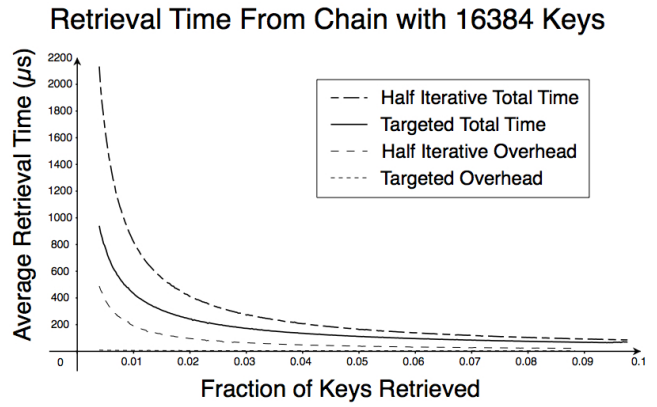 Retrieval Time From Chain with 16384 Keys
Average Retrieval Time (µs)
2200
2000
1800
1600
1400
1200
1000
800
600
400
200
0
Half Iterative Total Time
Targeted Total Time
Half Iterative Overhead
Targeted Overhead
0.01 0.02 0.03 0.04 0.05 0.06 0.07 0.08 0.09 0.1
Fraction of Keys Retrieved